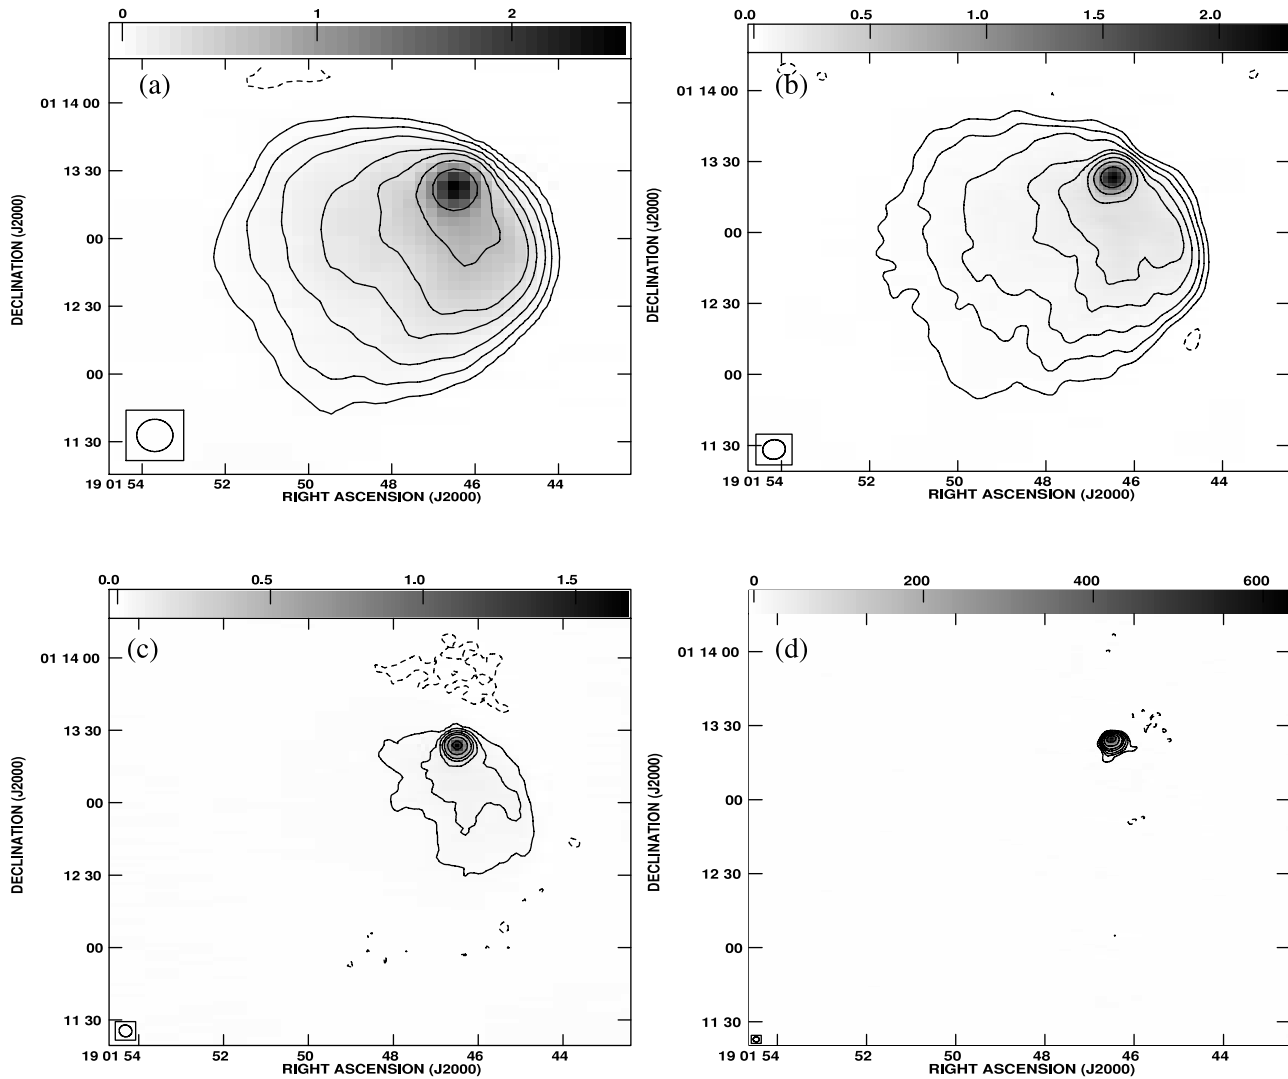 0 1 2
(a)
01 14 00
13 30
00
12 30
00
11 30
DECLINATION (J2000)
19 01 54 52 50 48 46 44
RIGHT ASCENSION (J2000)
0.0 0.5 1.0 1.5 2.0
(b)
01 14 00
13 30
00
12 30
00
11 30
DECLINATION (J2000)
19 01 54 52 50 48 46 44
RIGHT ASCENSION (J2000)
0.0 0.5 1.0 1.5
(c)
01 14 00
13 30
00
12 30
00
11 30
DECLINATION (J2000)
19 01 54 52 50 48 46 44
RIGHT ASCENSION (J2000)
0 200 400 600
(d)
01 14 00
13 30
00
12 30
00
11 30
DECLINATION (J2000)
19 01 54 52 50 48 46 44
RIGHT ASCENSION (J2000)